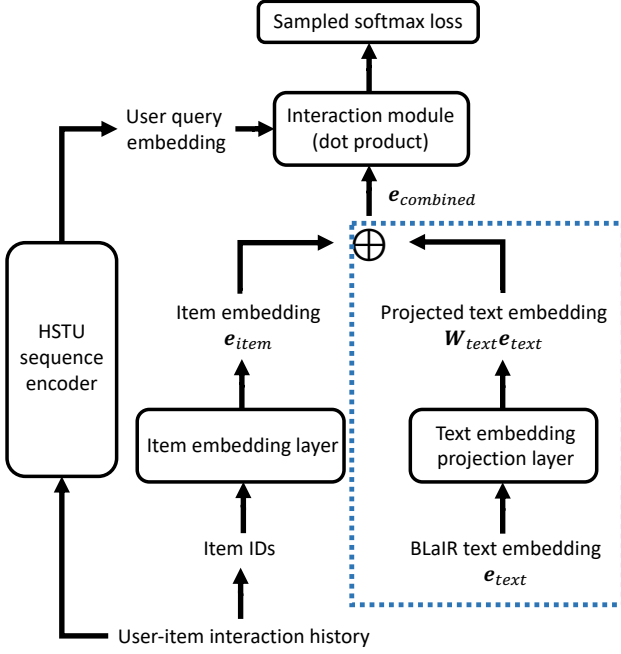 Sampled softmax loss
User query
embedding
Interaction module
(dot product)
e_combined
HSTU
sequence
encoder
Item embedding
e_item
Projected text embedding
W_text e_text
Item embedding layer
Text embedding
projection layer
Item IDs
BLaIR text embedding
e_text
User-item interaction history